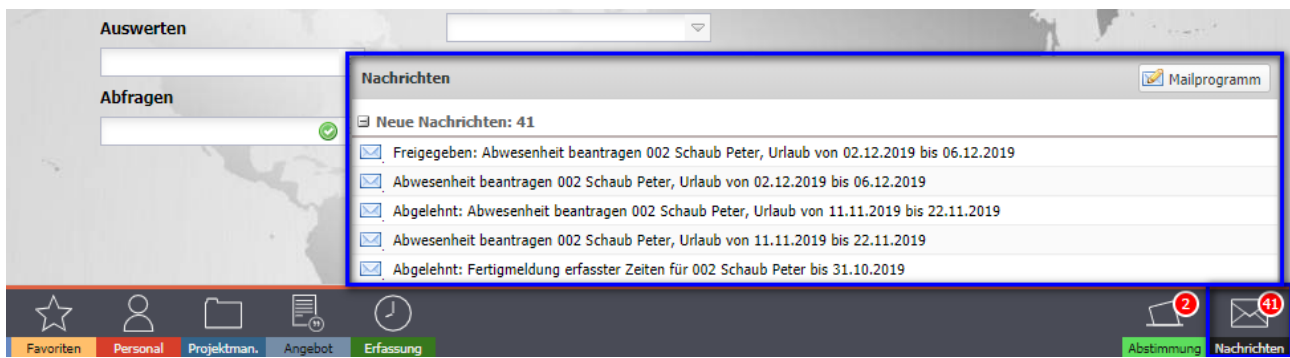 Auswerten
Nachrichten
Mailprogramm
Abfragen
Neue Nachrichten: 41
Freigegeben: Abwesenheit beantragen 002 Schaub Peter, Urlaub von 02.12.2019 bis 06.12.2019
Abwesenheit beantragen 002 Schaub Peter, Urlaub von 02.12.2019 bis 06.12.2019
Abgelehnt: Abwesenheit beantragen 002 Schaub Peter, Urlaub von 11.11.2019 bis 22.11.2019
Abwesenheit beantragen 002 Schaub Peter, Urlaub von 11.11.2019 bis 22.11.2019
Abgelehnt: Fertigmeldung erfasster Zeiten für 002 Schaub Peter bis 31.10.2019
2
41
Favoriten
Personal
Projektman.
Angebot
Erfassung
Abstimmung
Nachrichten